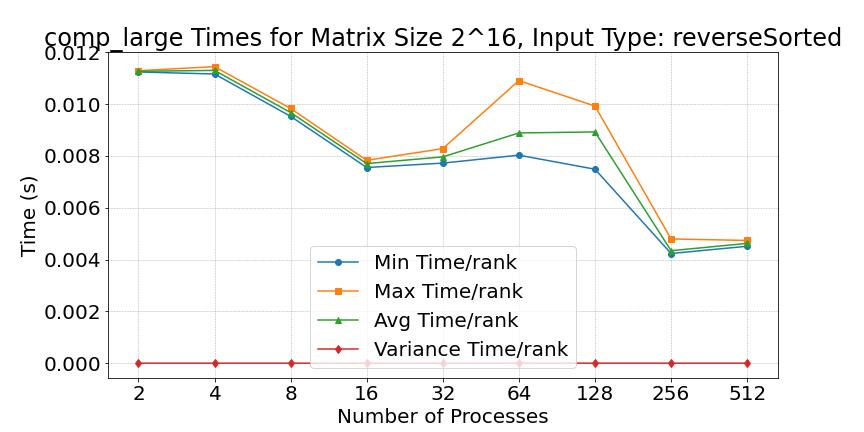 comp_large Times for Matrix Size 2^16, Input Type: reverseSorted
0.012
0.010
0.008
0.006
0.004
0.002
0.000
Time (s)
Min Time/rank
Max Time/rank
Avg Time/rank
Variance Time/rank
2 4 8 16 32 64 128 256 512
Number of Processes